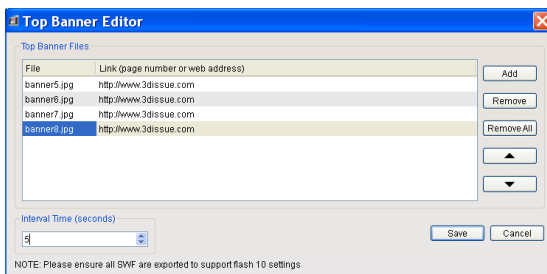 Top Banner Editor
Top Banner Files
File Link (page number or web address)
banner5.jpg http://www.3dissue.com
banner6.jpg http://www.3dissue.com
banner7.jpg http://www.3dissue.com
banner8.jpg http://www.3dissue.com
Add
Remove
Remove All
Interval Time (seconds)
5
Save Cancel
NOTE: Please ensure all SWF are exported to support flash 10 settings